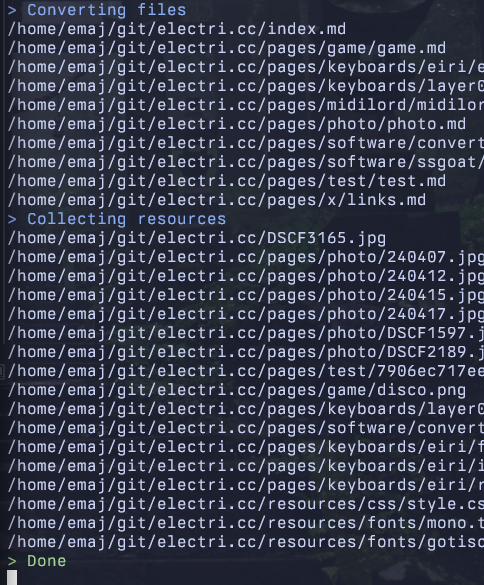 > Converting files
/home/emaj/git/electri.cc/index.md
/home/emaj/git/electri.cc/pages/game/game.md
/home/emaj/git/electri.cc/pages/keyboards/eiri/e
/home/emaj/git/electri.cc/pages/keyboards/layer0
/home/emaj/git/electri.cc/pages/midilord/midilor
/home/emaj/git/electri.cc/pages/photo/photo.md
/home/emaj/git/electri.cc/pages/software/convert
/home/emaj/git/electri.cc/pages/software/ssgoat/
/home/emaj/git/electri.cc/pages/test/test.md
/home/emaj/git/electri.cc/pages/x/links.md
> Collecting resources
/home/emaj/git/electri.cc/DSCF3165.jpg
/home/emaj/git/electri.cc/pages/photo/240407.jpg
/home/emaj/git/electri.cc/pages/photo/240412.jpg
/home/emaj/git/electri.cc/pages/photo/240415.jpg
/home/emaj/git/electri.cc/pages/photo/240417.jpg
/home/emaj/git/electri.cc/pages/photo/DSCF1597.j
/home/emaj/git/electri.cc/pages/photo/DSCF2189.j
/home/emaj/git/electri.cc/pages/test/7906ec717ee
/home/emaj/git/electri.cc/pages/game/disco.png
/home/emaj/git/electri.cc/pages/keyboards/layer0
/home/emaj/git/electri.cc/pages/software/convert
/home/emaj/git/electri.cc/pages/keyboards/eiri/f
/home/emaj/git/electri.cc/pages/keyboards/eiri/i
/home/emaj/git/electri.cc/pages/keyboards/eiri/r
/home/emaj/git/electri.cc/resources/css/style.cs
/home/emaj/git/electri.cc/resources/fonts/mono.t
/home/emaj/git/electri.cc/resources/fonts/gotisc
> Done